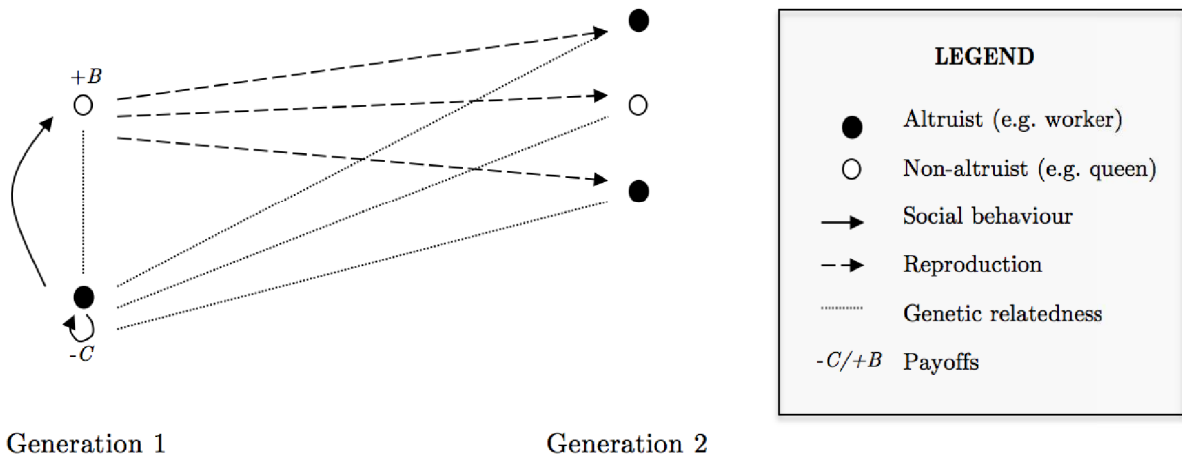 +B
-C
Generation 1
Generation 2
LEGEND
Altruist (e.g. worker)
Non-altruist (e.g. queen)
Social behaviour
Reproduction
Genetic relatedness
-C/+B Payoffs